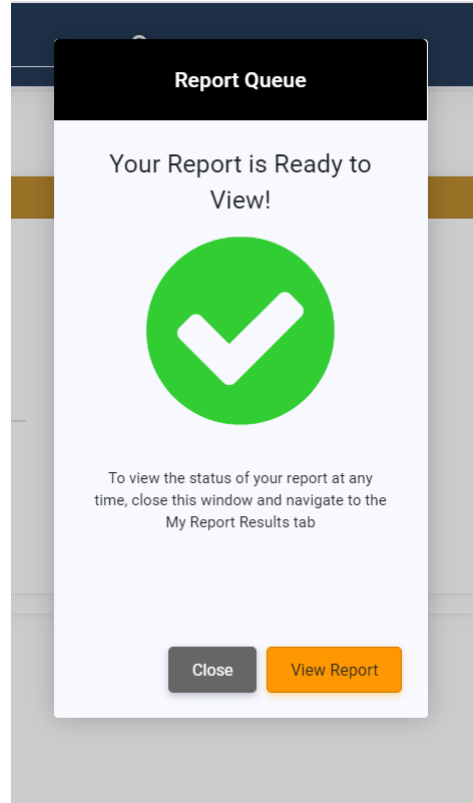 Report Queue
Your Report is Ready to
View!
To view the status of your report at any
time, close this window and navigate to the
My Report Results tab
Close
View Report